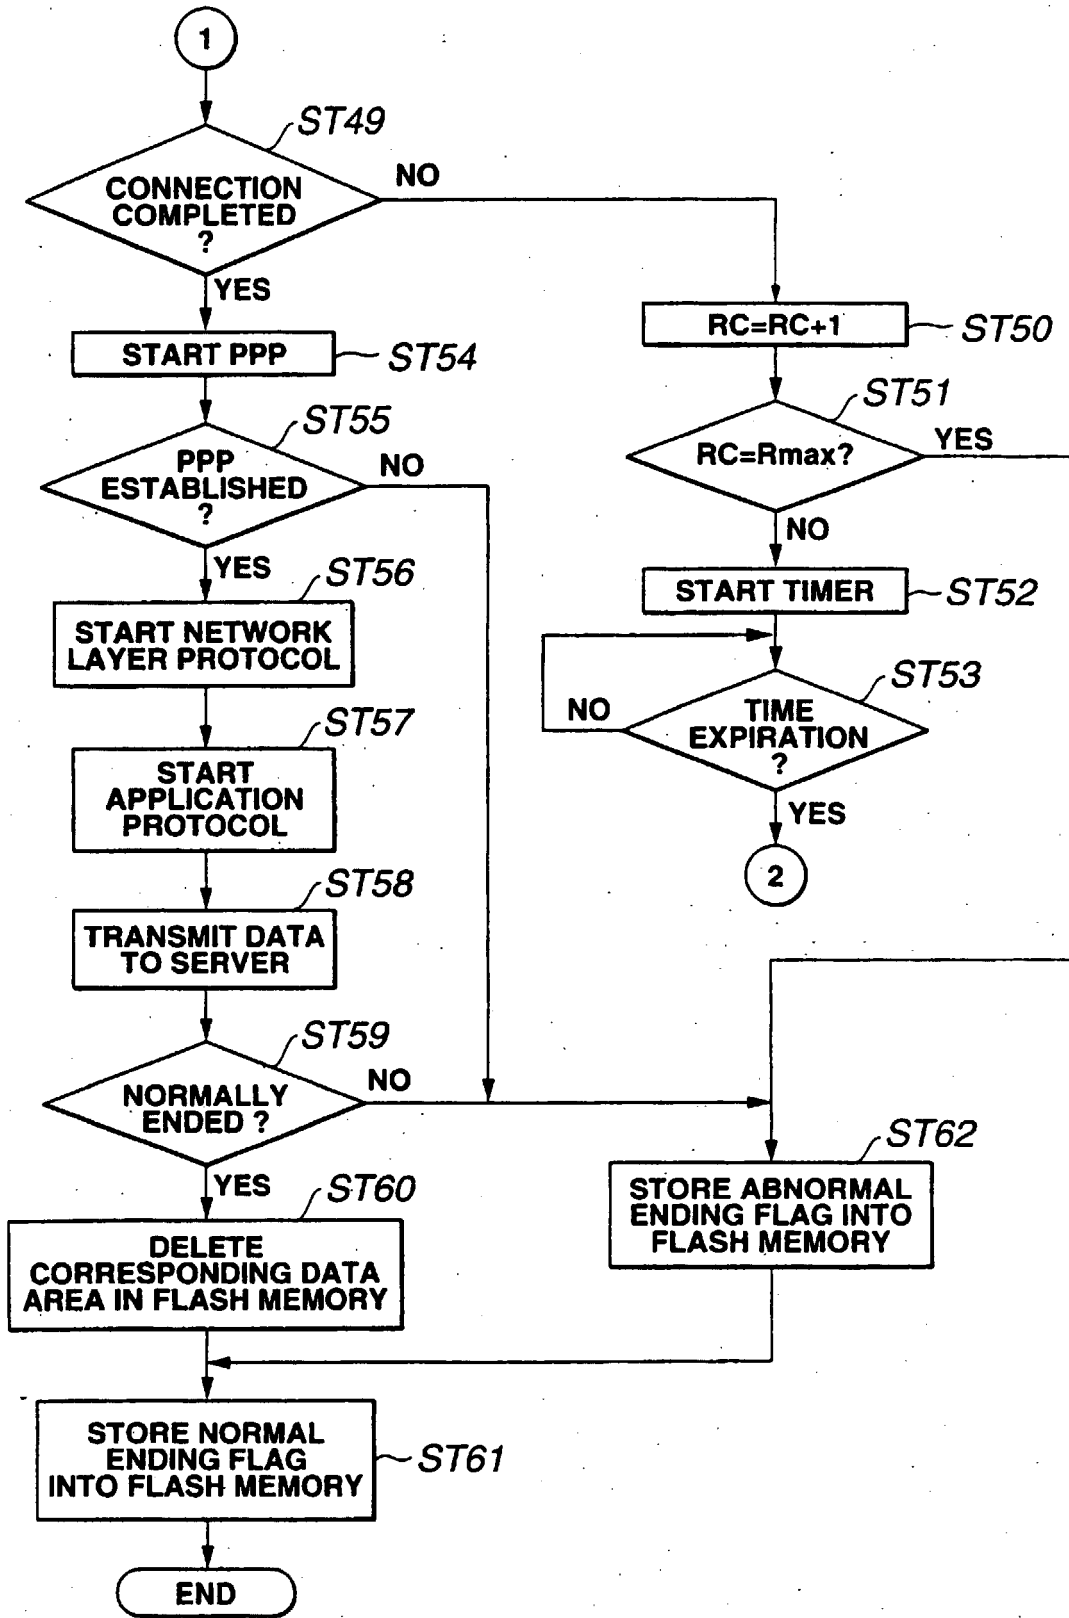 1
ST49
CONNECTION
COMPLETED
?
NO
YES
START PPP
ST54
ST55
PPP
ESTABLISHED
?
NO
YES
ST56
START NETWORK
LAYER PROTOCOL
ST57
START
APPLICATION
PROTOCOL
ST58
TRANSMIT DATA
TO SERVER
ST59
NORMALLY
ENDED ?
NO
YES
ST60
DELETE
CORRESPONDING DATA
AREA IN FLASH MEMORY
STORE NORMAL
ENDING FLAG
INTO FLASH MEMORY
ST61
END
RC=RC+1
ST50
ST51
RC=Rmax?
YES
NO
START TIMER
ST52
ST53
TIME
EXPIRATION
?
NO
YES
2
ST62
STORE ABNORMAL
ENDING FLAG INTO
FLASH MEMORY